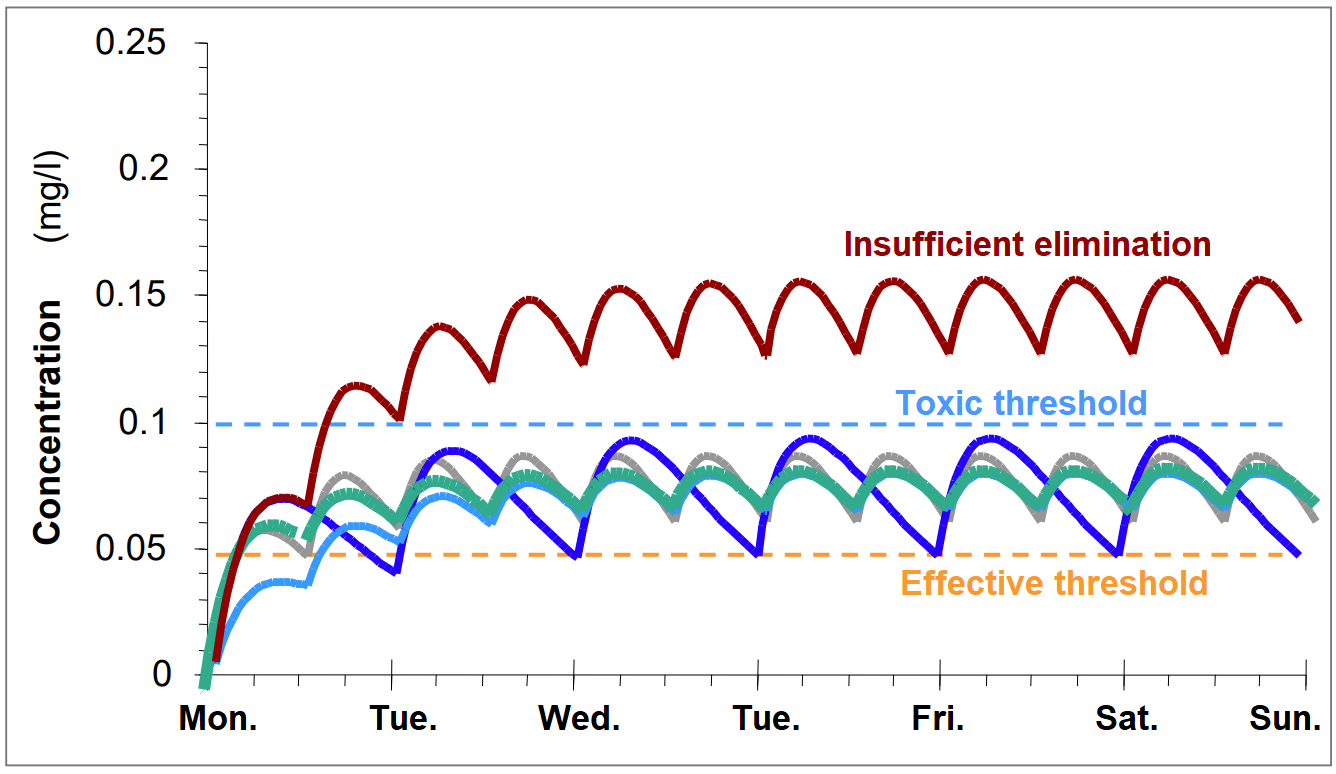 0.25
0.2
0.15
0.1
0.05
0
Concentration (mg/l)
Insufficient elimination
Toxic threshold
Effective threshold
Mon. Tue. Wed. Tue. Fri. Sat. Sun.